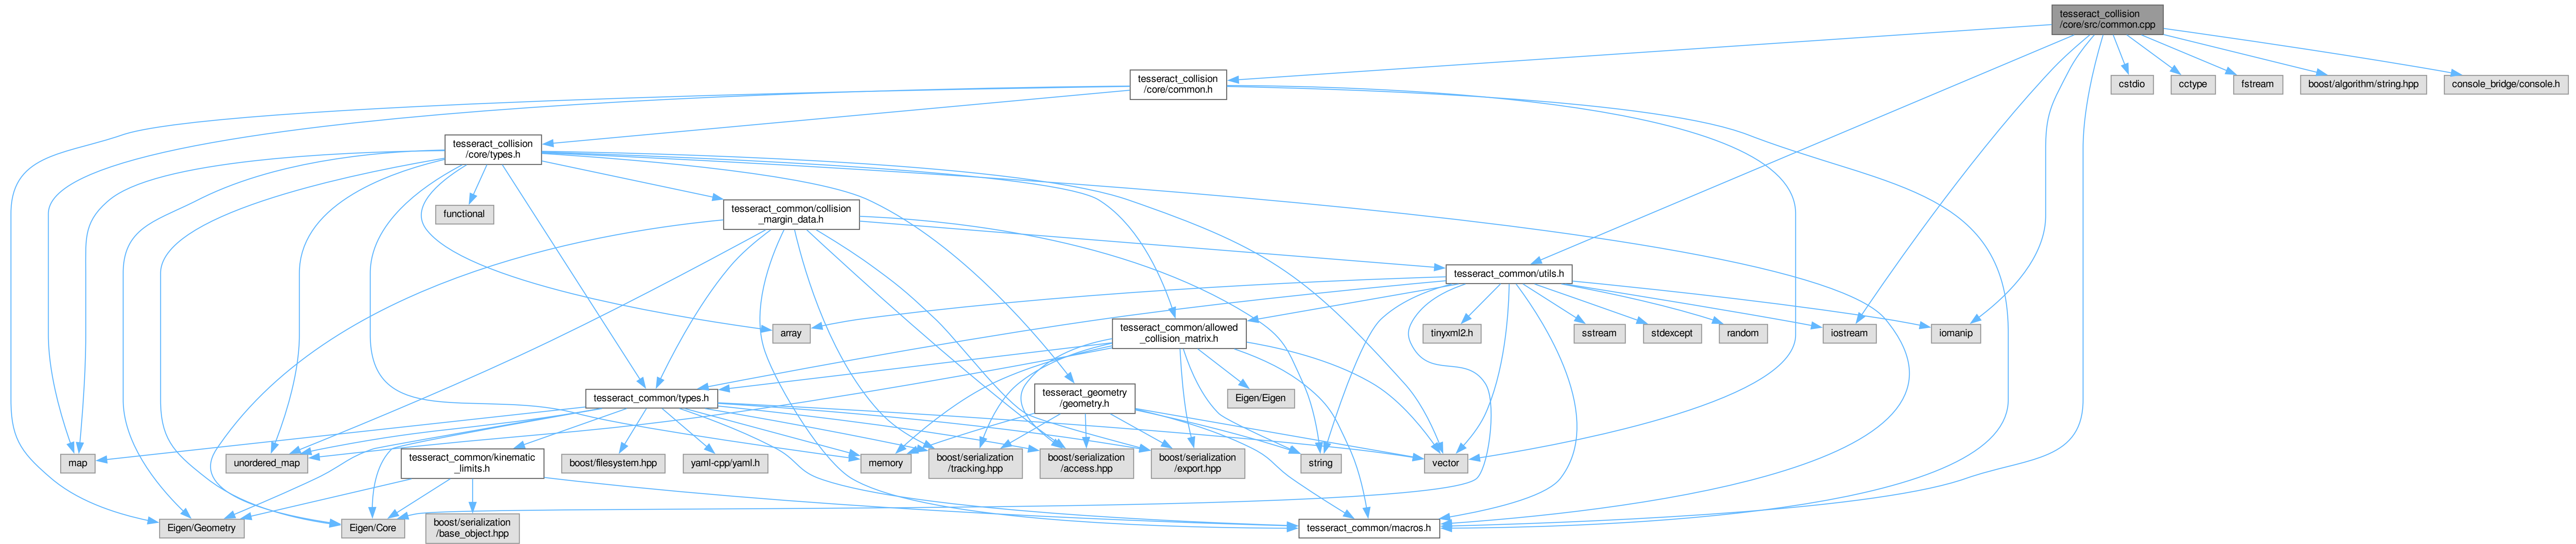 tesseract_collision
/core/src/common.cpp
tesseract_collision
/core/common.h
cstdio
cctype
fstream
boost/algorithm/string.hpp
console_bridge/console.h
tesseract_collision
/core/types.h
functional
tesseract_common/collision
_margin_data.h
tesseract_common/utils.h
array
tesseract_common/allowed
_collision_matrix.h
tinyxml2.h
sstream
stdexcept
random
iostream
iomanip
tesseract_common/types.h
tesseract_geometry
/geometry.h
Eigen/Eigen
map
unordered_map
tesseract_common/kinematic
_limits.h
boost/filesystem.hpp
yaml-cpp/yaml.h
memory
boost/serialization
/tracking.hpp
boost/serialization
/access.hpp
boost/serialization
/export.hpp
string
vector
Eigen/Geometry
Eigen/Core
boost/serialization
/base_object.hpp
tesseract_common/macros.h